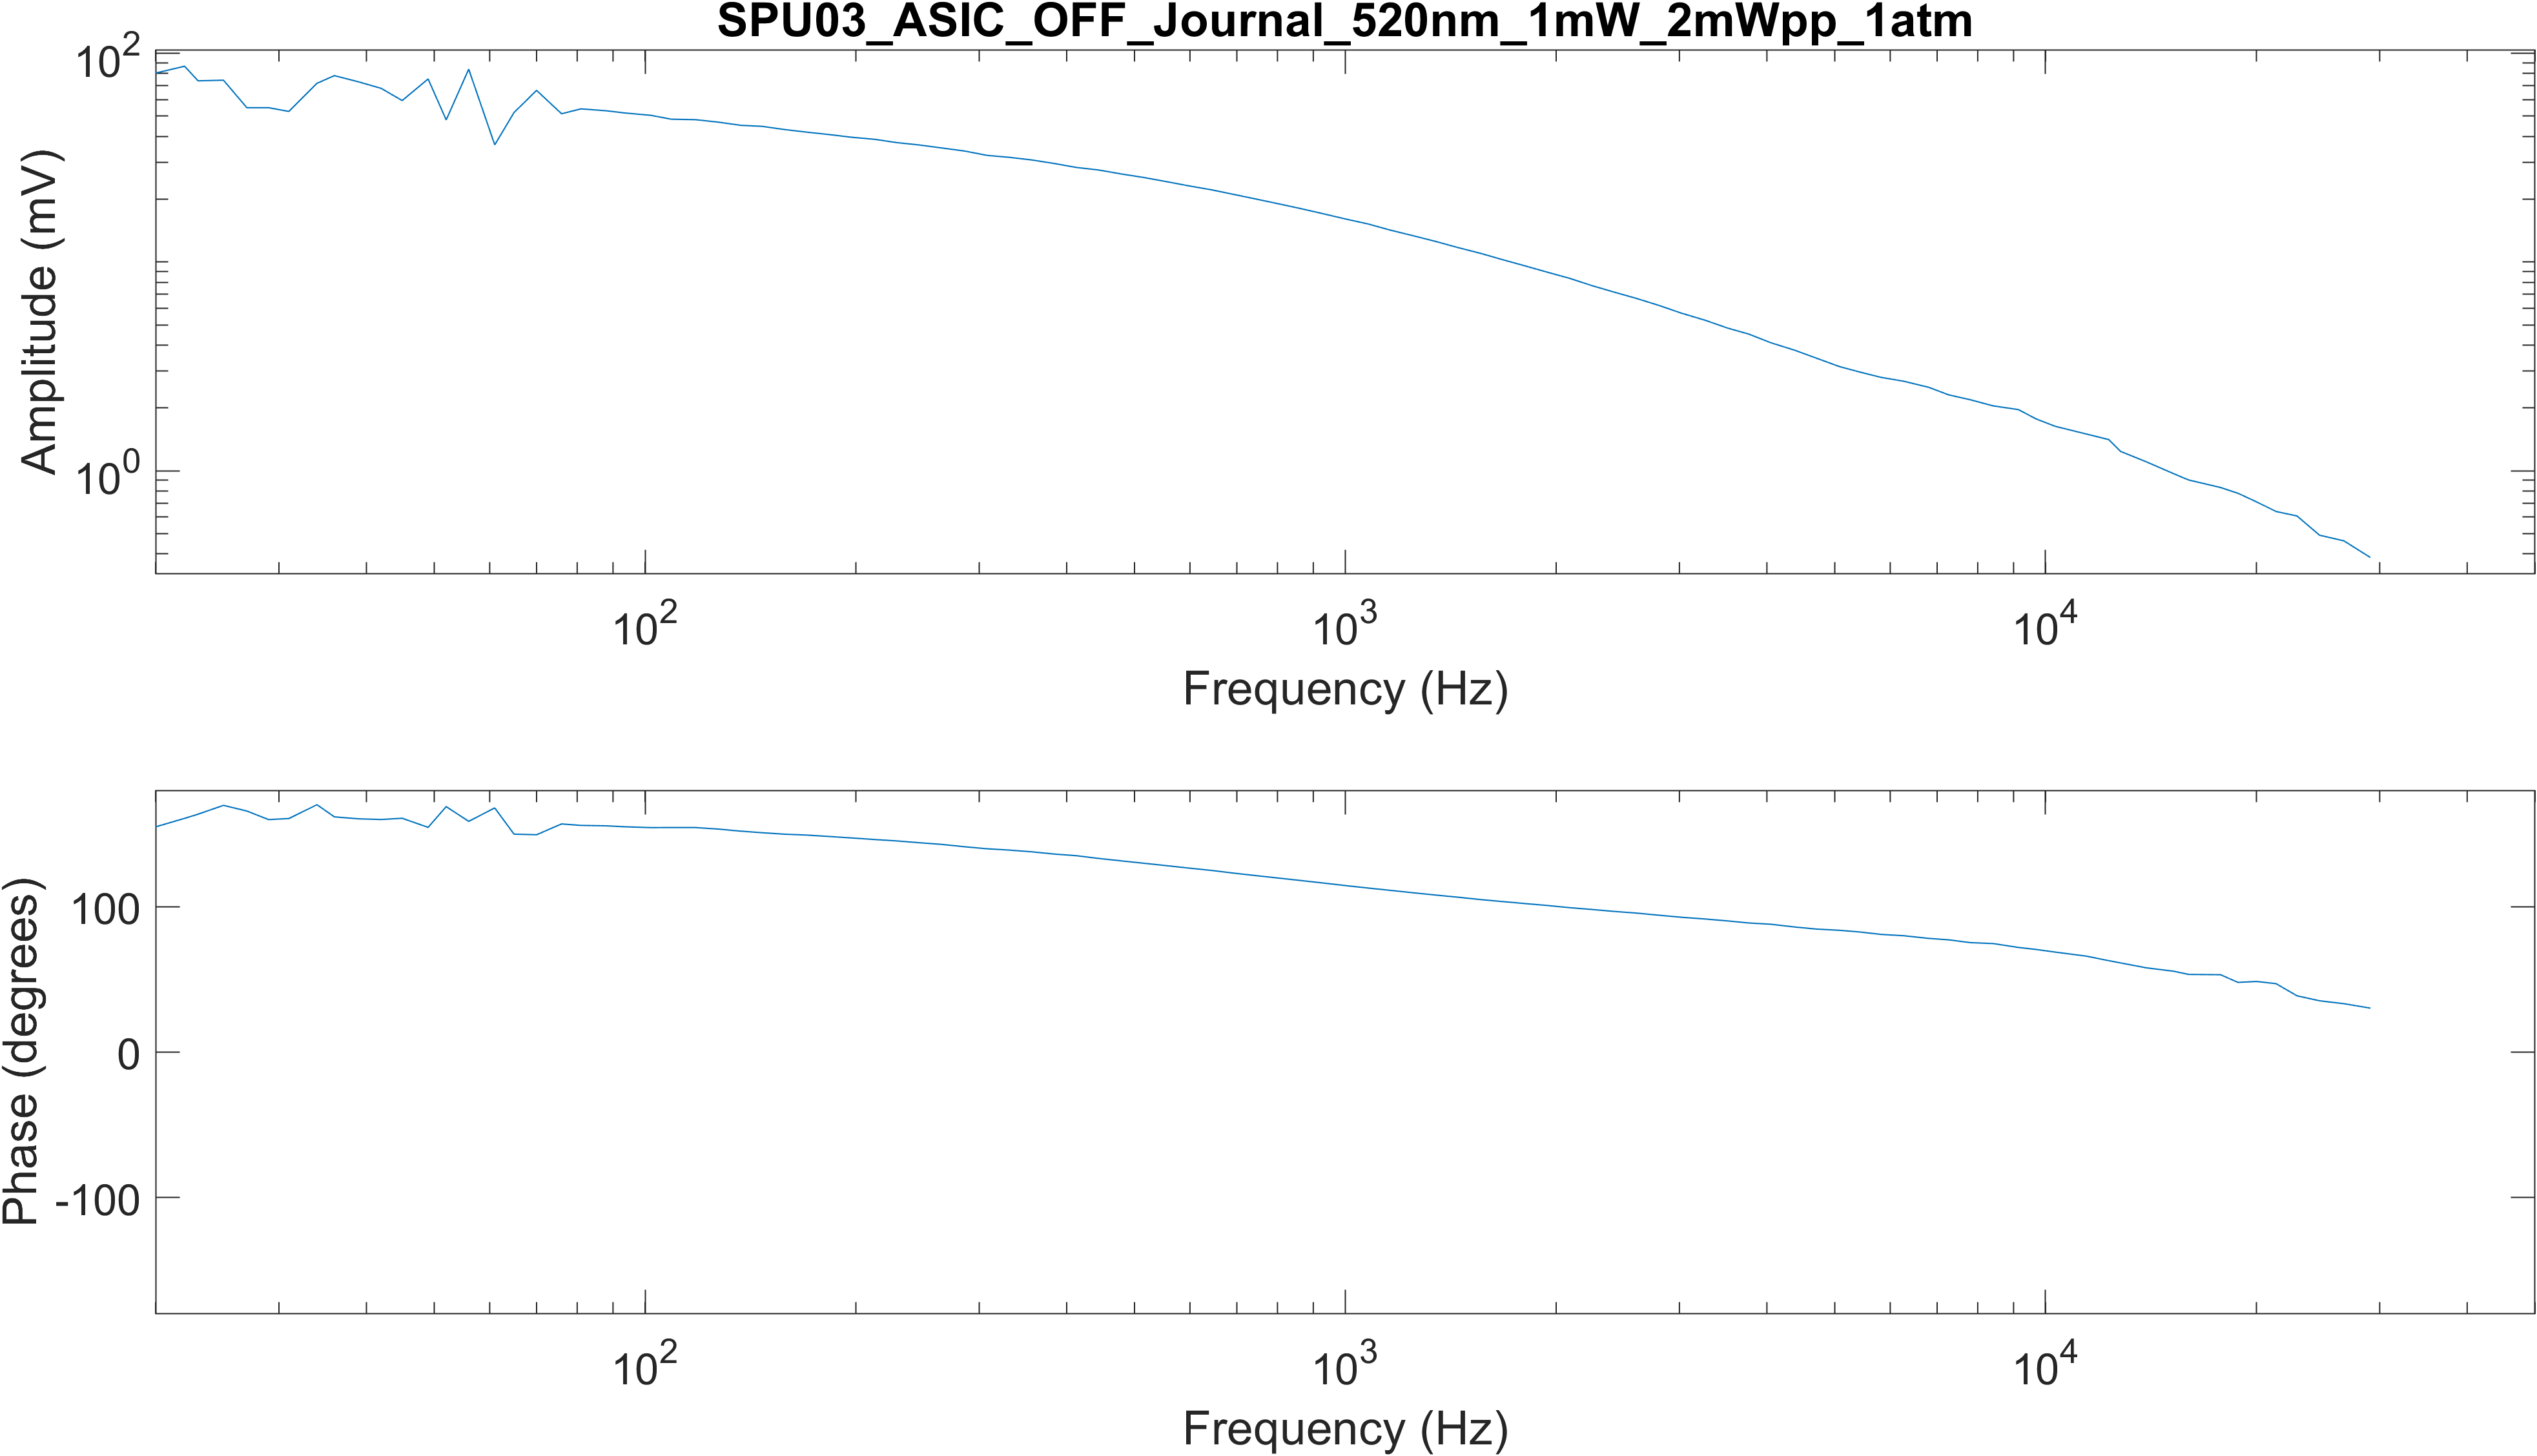 SPU03_ASIC_OFF_Journal_520nm_1mW_2mWpp_1atm
10^2
Amplitude (mV)
10^0
10^2 10^3 10^4
Frequency (Hz)
Phase (degrees)
100
0
-100
10^2 10^3 10^4
Frequency (Hz)